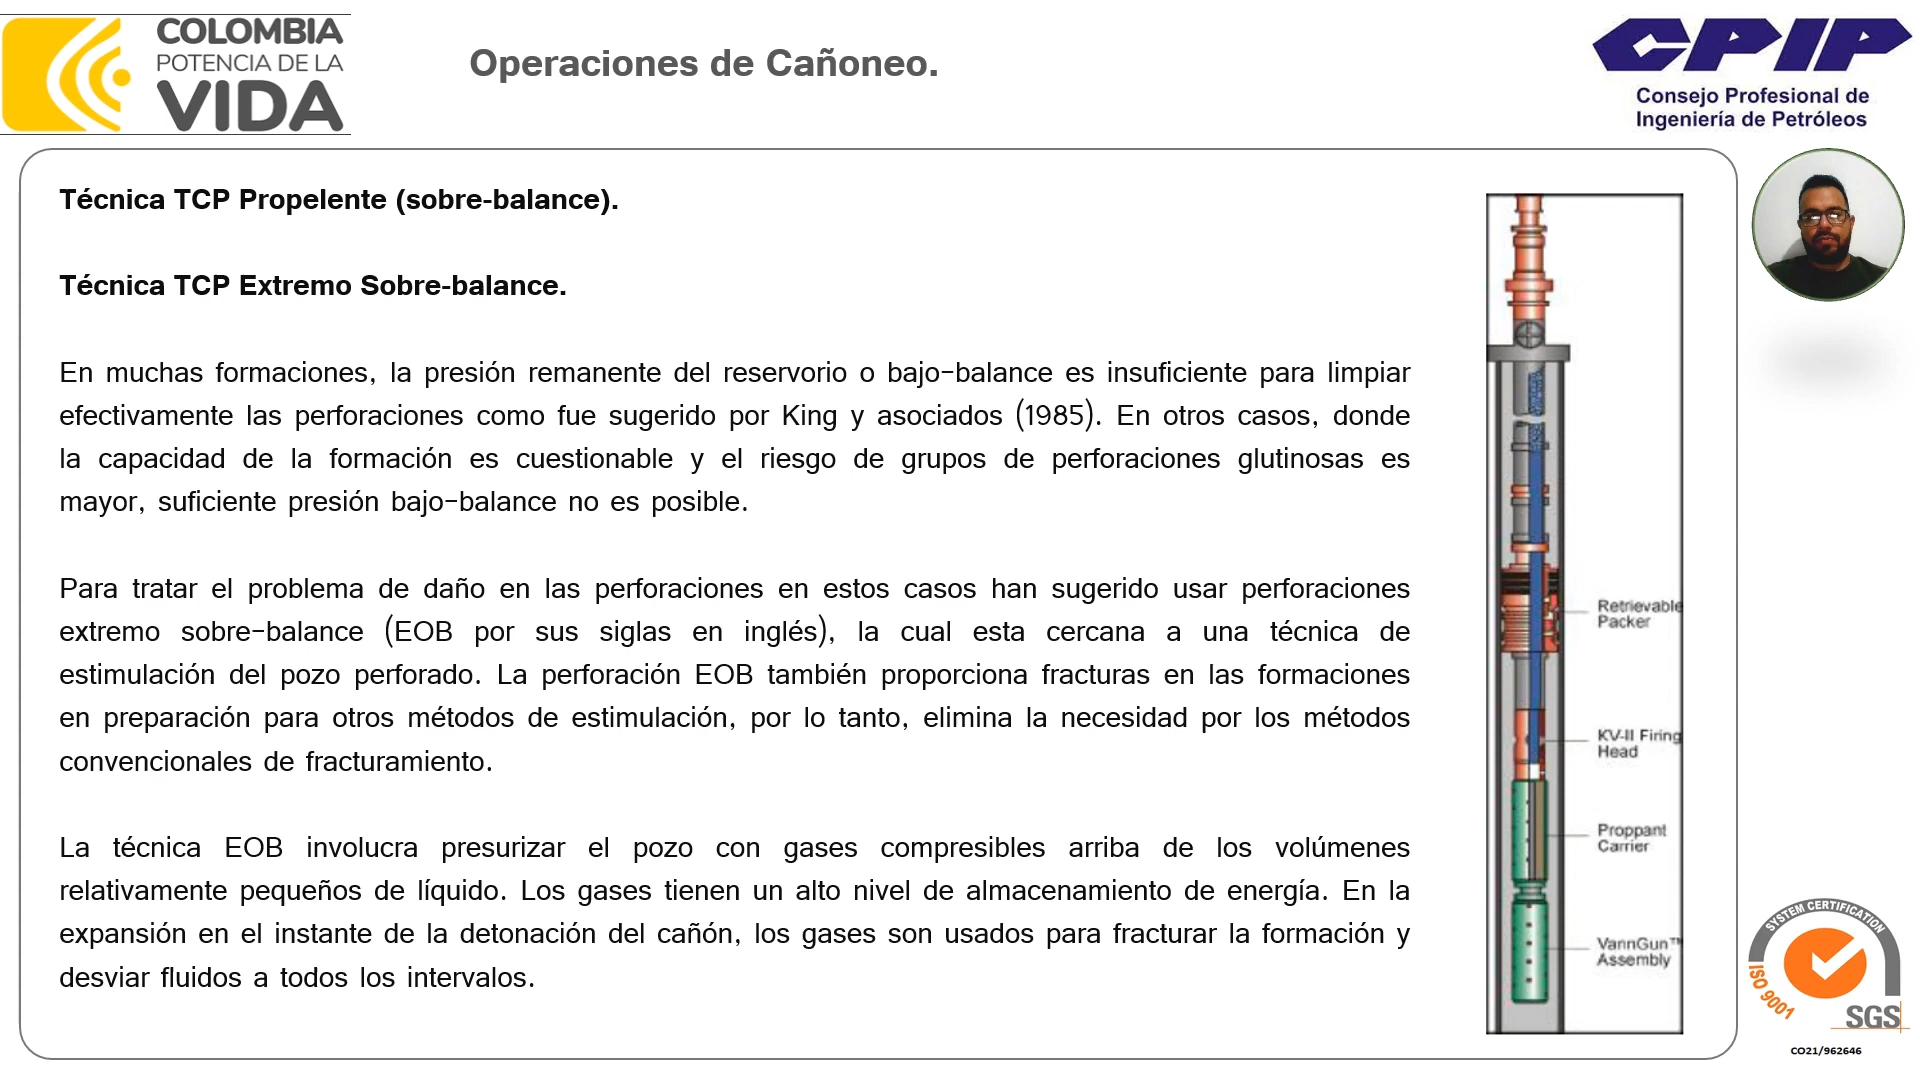 COLOMBIA
POTENCIA DE LA
VIDA
Operaciones de Cañoneo.
CPIP
Consejo Profesional de
Ingeniería de Petróleos
Técnica TCP Propelente (sobre-balance).
Técnica TCP Extremo Sobre-balance.
En muchas formaciones, la presión remanente del reservorio o bajo-balance es insuficiente para limpiar
efectivamente las perforaciones como fue sugerido por King y asociados (1985). En otros casos, donde
la capacidad de la formación es cuestionable y el riesgo de grupos de perforaciones glutinosas es
mayor, suficiente presión bajo-balance no es posible.
Para tratar el problema de daño en las perforaciones en estos casos han sugerido usar perforaciones
extremo sobre-balance (EOB por sus siglas en inglés), la cual esta cercana a una técnica de
estimulación del pozo perforado. La perforación EOB también proporciona fracturas en las formaciones
en preparación para otros métodos de estimulación, por lo tanto, elimina la necesidad por los métodos
convencionales de fracturamiento.
La técnica EOB involucra presurizar el pozo con gases compresibles arriba de los volúmenes
relativamente pequeños de líquido. Los gases tienen un alto nivel de almacenamiento de energía. En la
expansión en el instante de la detonación del cañón, los gases son usados para fracturar la formación y
desviar fluidos a todos los intervalos.
Retrievable
Packer
KV-II Firing
Head
Proppant
Carrier
VannGun™
Assembly
SYSTEM CERTIFICATION
ISO 9001
SGS
CO21/962646